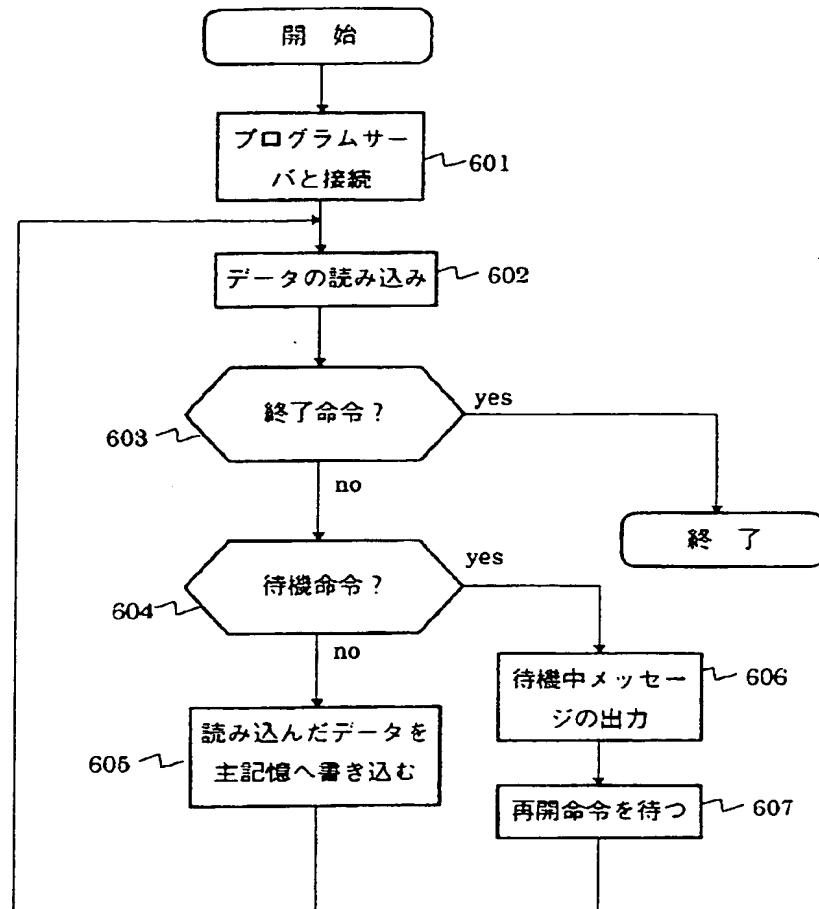 開 始
プログラムサー
バと接続
601
データの読み込み
602
終了命令?
yes
603
no
終 了
待機命令?
yes
604
no
待機中メッセー
ジの出力
606
読み込んだデータを
主記憶へ書き込む
605
再開命令を待つ
607